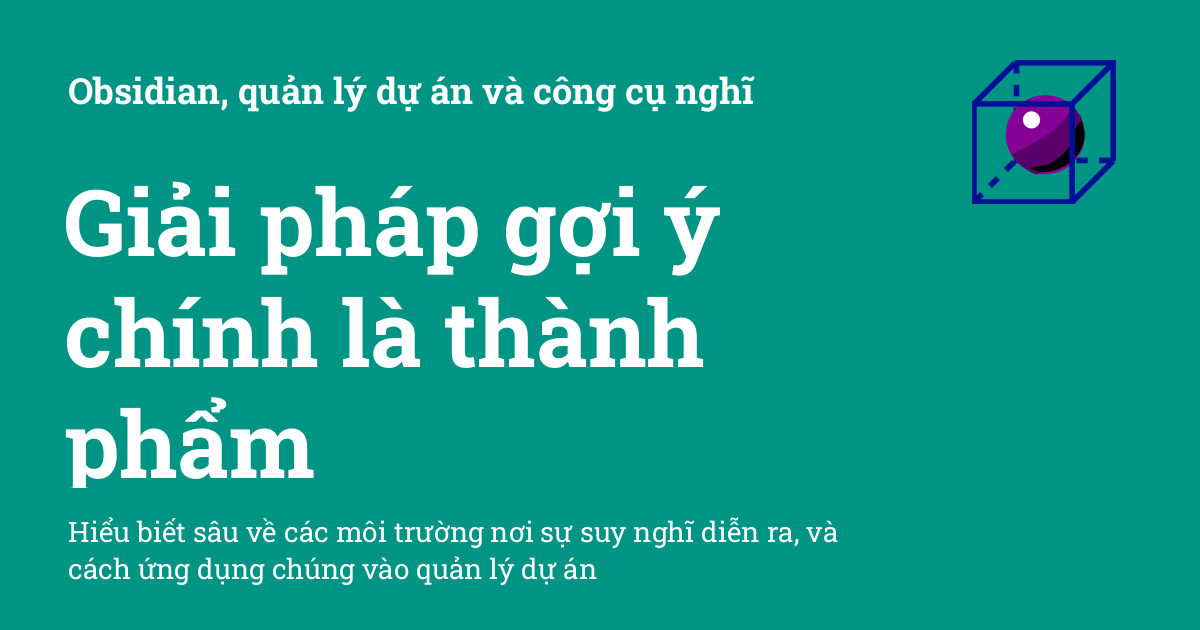 Obsidian, quản lý dự án và công cụ nghĩ
Giải pháp gợi ý
chính là thành
phẩm
Hiểu biết sâu về các môi trường nơi sự suy nghĩ diễn ra, và
cách ứng dụng chúng vào quản lý dự án